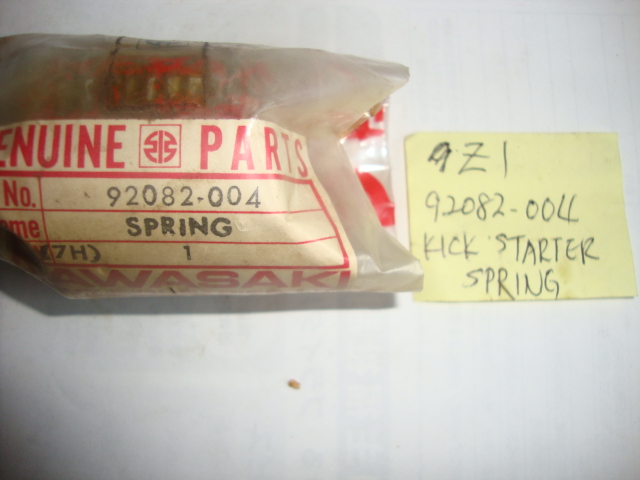 ENUINE PARTS
No. 92082-004
ame SPRING
(7H) 1
KAWASAKI
9Z1
92082-004
KICK STARTER
SPRING